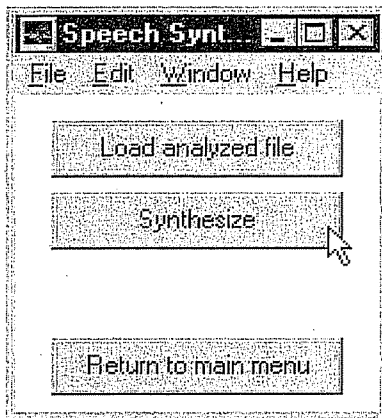 Speech Synt...
File Edit Window Help
Load analyzed file
Synthesize
Return to main menu